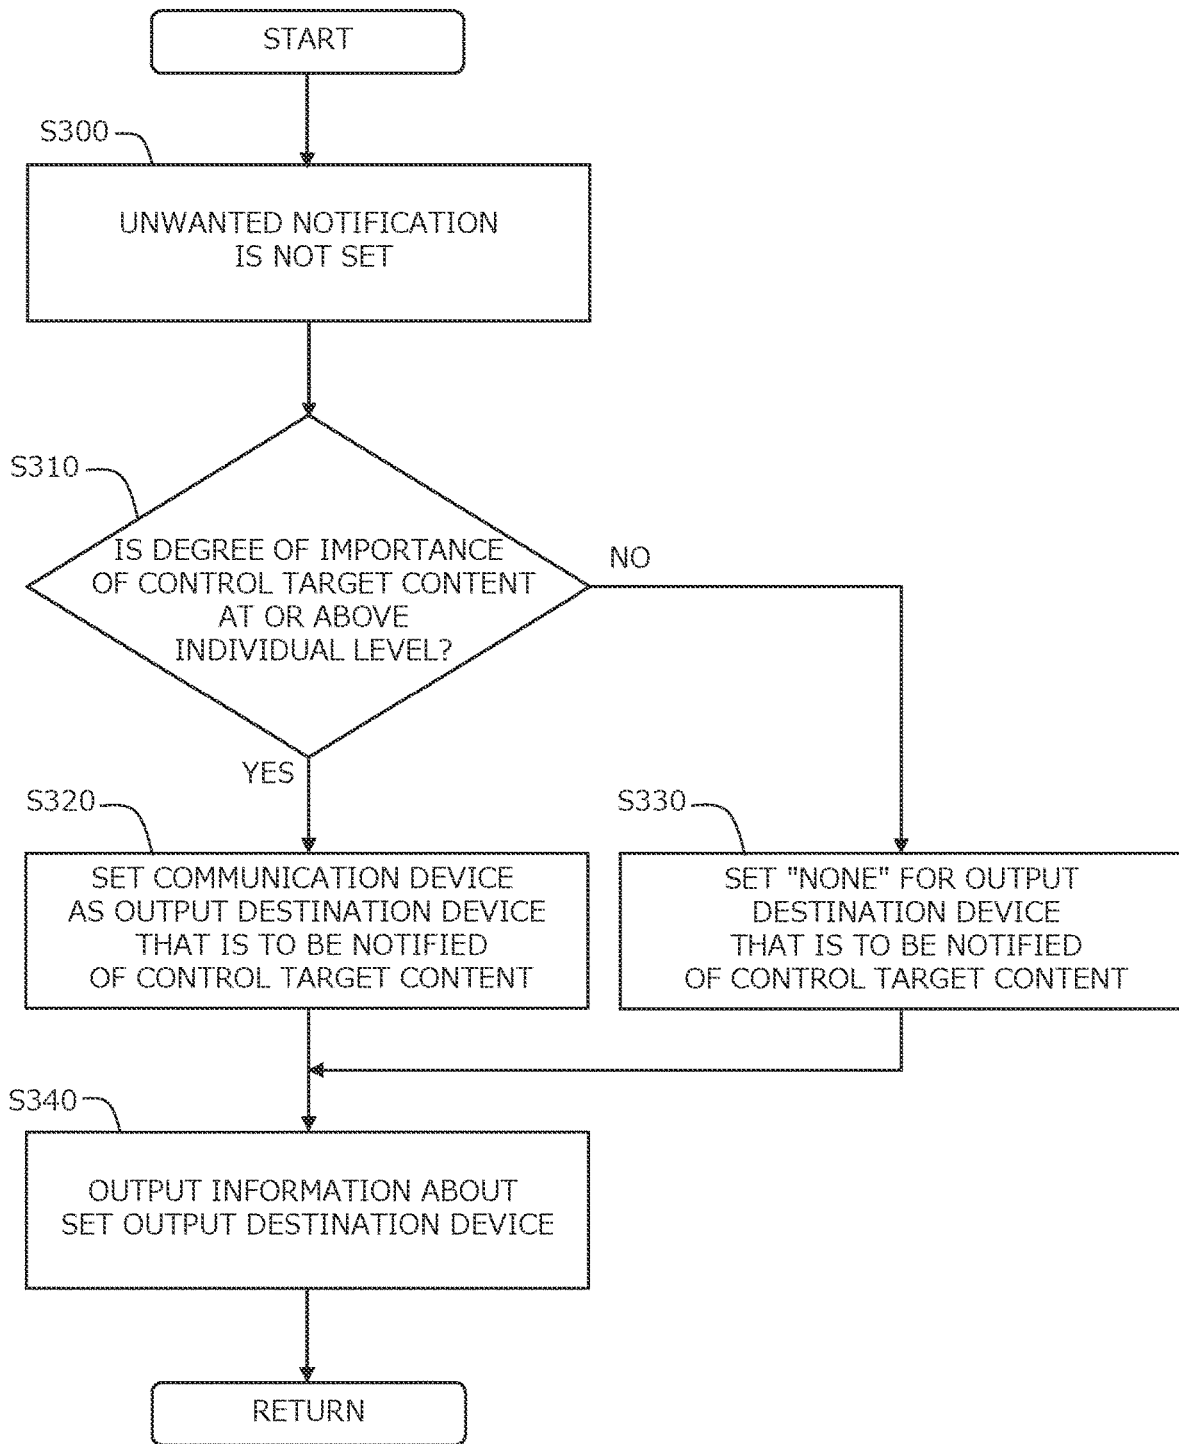 START
S300
UNWANTED NOTIFICATION
IS NOT SET
S310
IS DEGREE OF IMPORTANCE
OF CONTROL TARGET CONTENT
AT OR ABOVE
INDIVIDUAL LEVEL?
NO
YES
S320
SET COMMUNICATION DEVICE
AS OUTPUT DESTINATION DEVICE
THAT IS TO BE NOTIFIED
OF CONTROL TARGET CONTENT
S330
SET "NONE" FOR OUTPUT
DESTINATION DEVICE
THAT IS TO BE NOTIFIED
OF CONTROL TARGET CONTENT
S340
OUTPUT INFORMATION ABOUT
SET OUTPUT DESTINATION DEVICE
RETURN